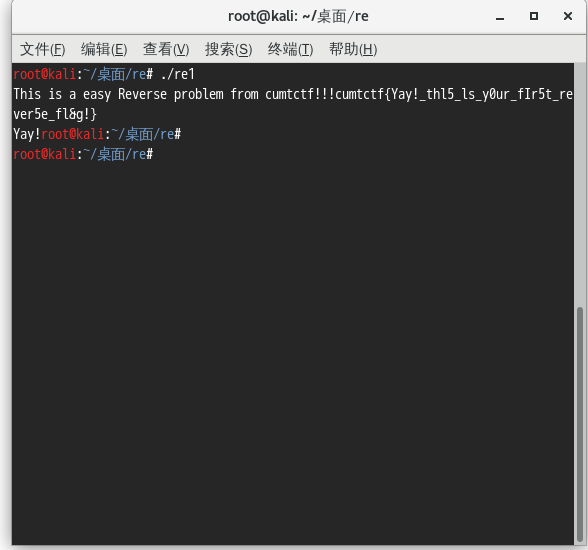 root@kali: ~/桌面/re
文件(F) 编辑(E) 查看(V) 搜索(S) 终端(T) 帮助(H)
root@kali:~/桌面/re# ./re1
This is a easy Reverse problem from cumtctf!!!cumtctf{Yay!_thl5_ls_y0ur_fIr5t_re
ver5e_fl&g!}
Yay!root@kali:~/桌面/re#
root@kali:~/桌面/re#